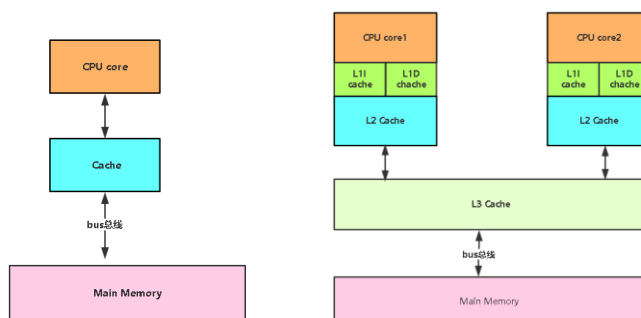 CPU core
Cache
bus总线
Main Memory
CPU core1
L1I
cache
L1D
chache
L2 Cache
CPU core2
L1I
cache
L1D
chache
L2 Cache
L3 Cache
bus总线
Main Memory